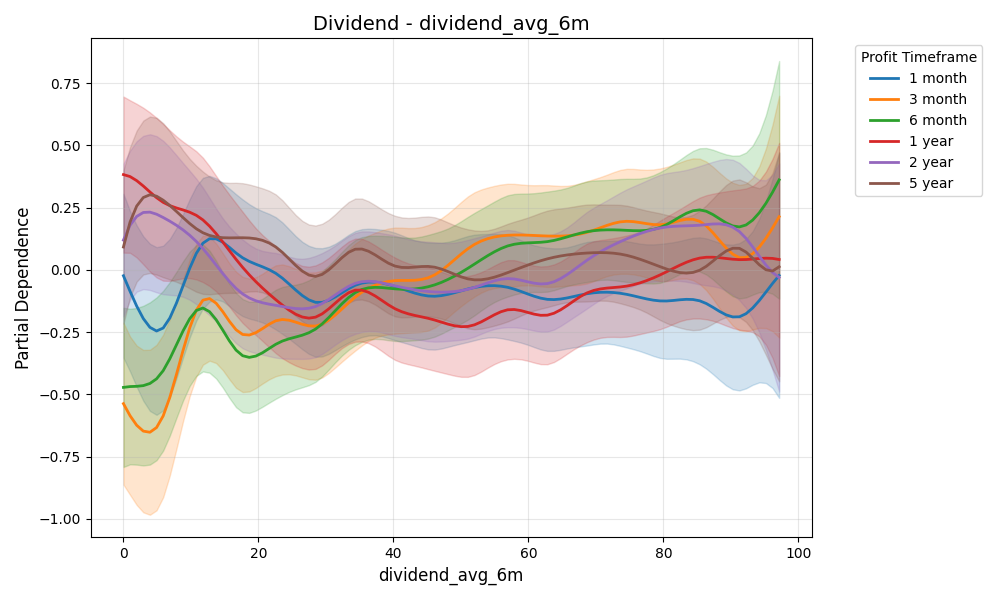 Dividend - dividend_avg_6m
Profit Timeframe
1 month
3 month
6 month
1 year
2 year
5 year
Partial Dependence
0.75
0.50
0.25
0.00
−0.25
−0.50
−0.75
−1.00
0 20 40 60 80 100
dividend_avg_6m